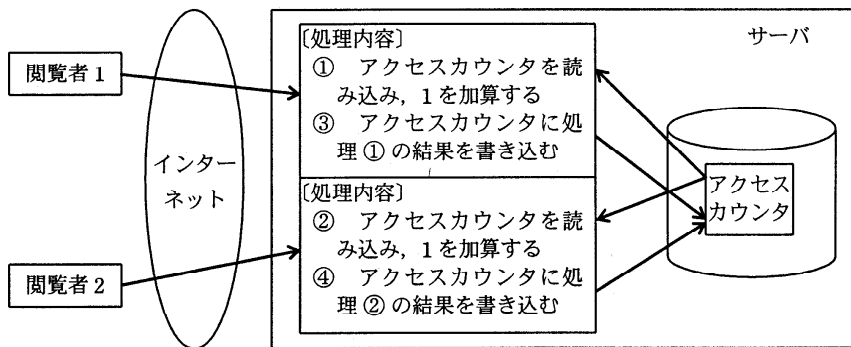 閲覧者 1
閲覧者 2
インター
ネット
〔処理内容〕
① アクセスカウンタを読
み込み，1 を加算する
③ アクセスカウンタに処
理 ① の結果を書き込む
〔処理内容〕
② アクセスカウンタを読
み込み，1 を加算する
④ アクセスカウンタに処
理 ② の結果を書き込む
サーバ
アクセス
カウンタ